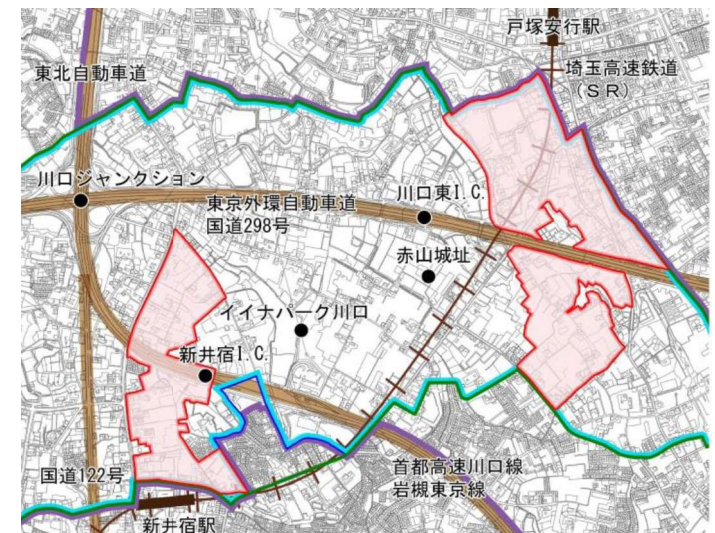 戸塚安行駅
東北自動車道
埼玉高速鉄道
（ＳＲ）
川口ジャンクション
川口東I.C.
東京外環自動車道
国道298号
赤山城址
イイナパーク川口
新井宿I.C.
首都高速川口線
岩槻東京線
国道122号
新井宿駅